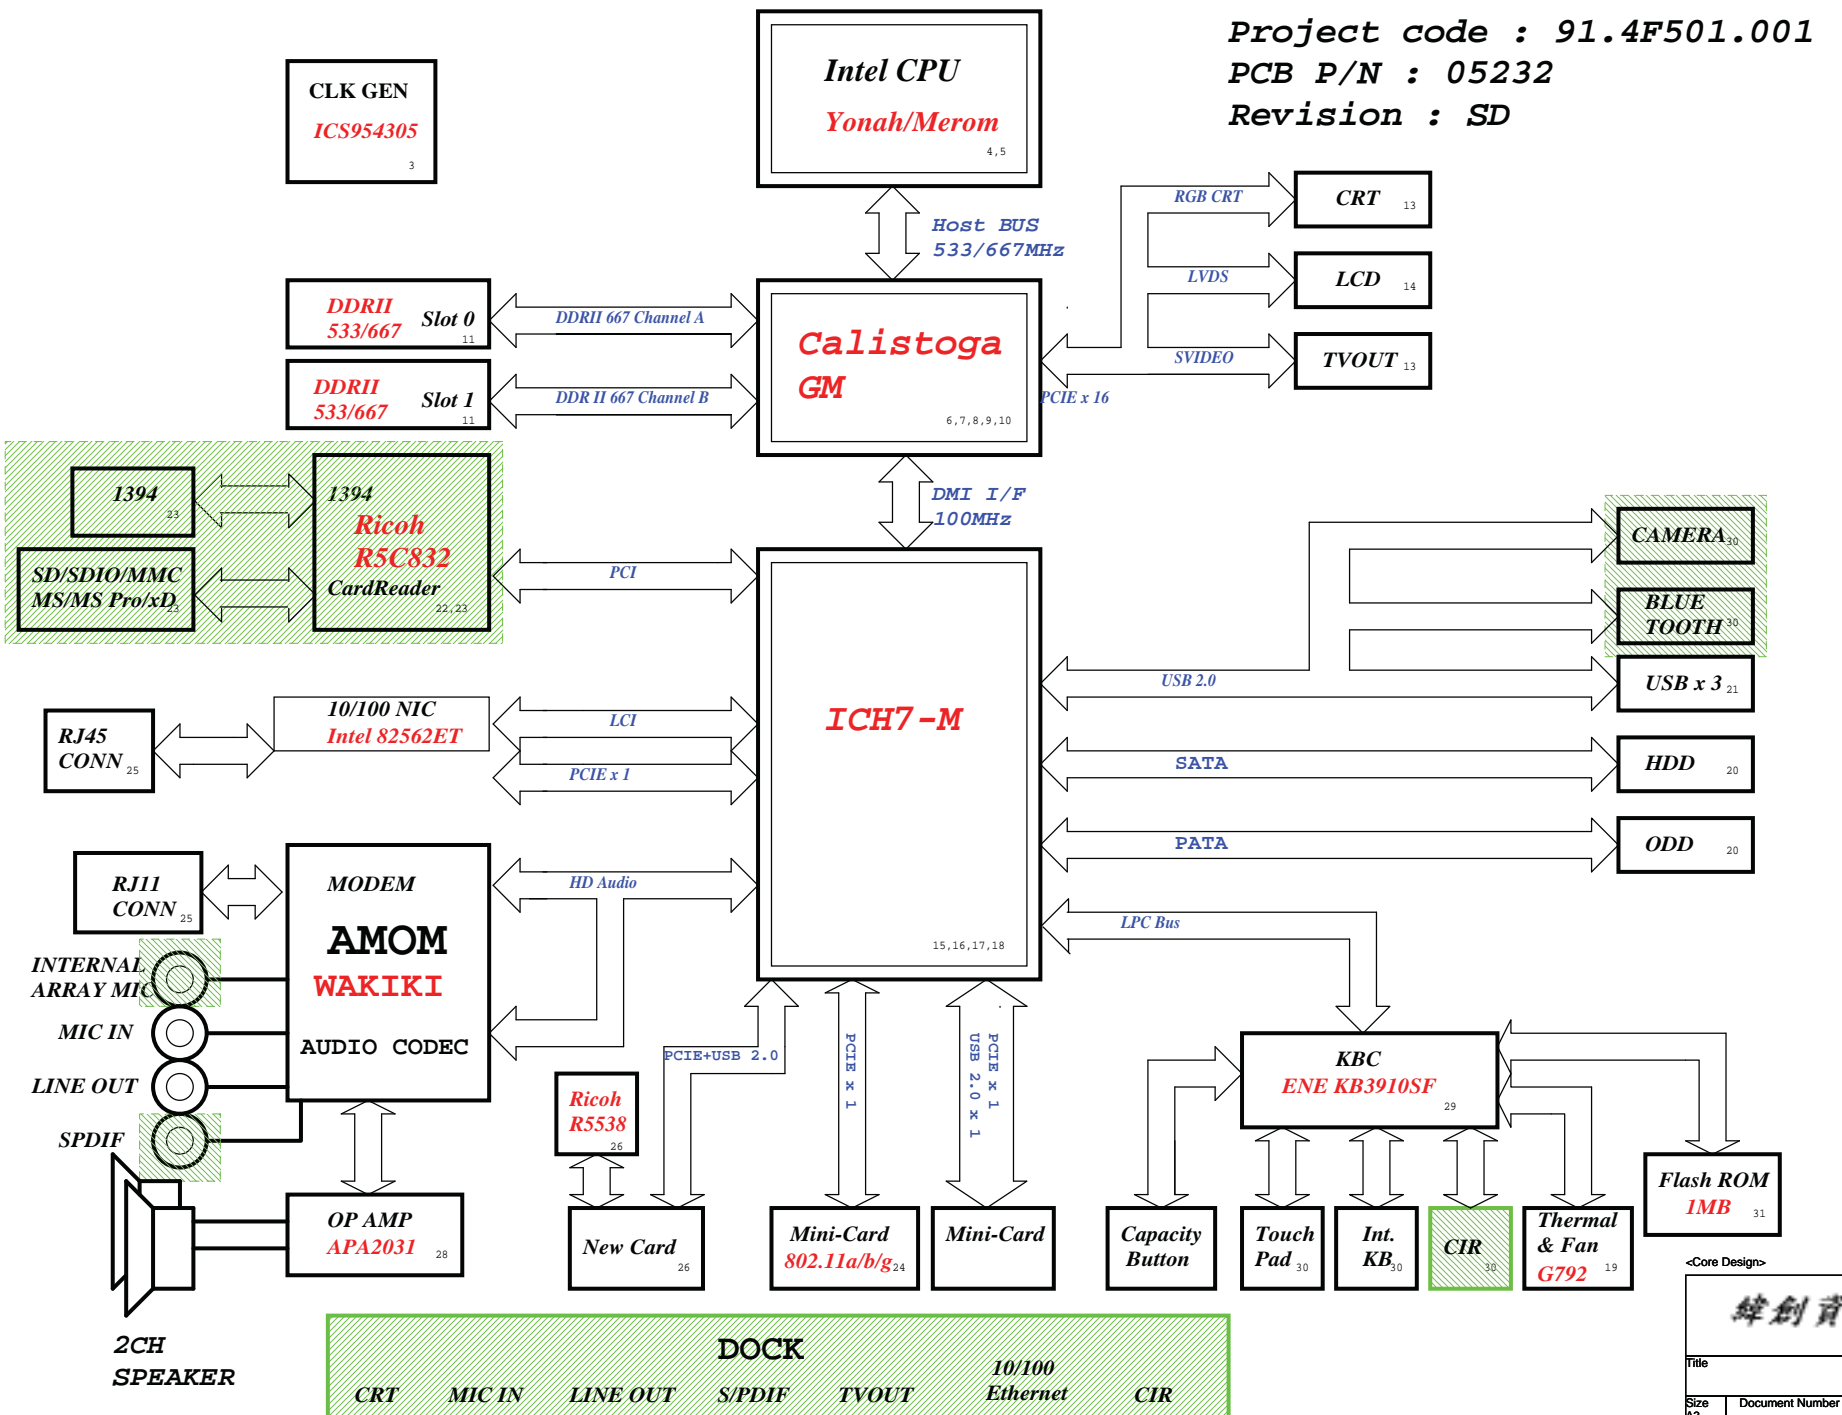 Project code : 91.4F501.001
PCB P/N : 05232
Revision : SD
CLK GEN
ICS954305
3
Intel CPU
Yonah/Merom
4,5
Host BUS
533/667MHz
RGB CRT
CRT 13
LVDS
LCD 14
SVIDEO
TVOUT 13
PCIE x 16
DDRII
533/667
Slot 0
11
DDRII 667 Channel A
DDRII
533/667
Slot 1
11
DDR II 667 Channel B
Calistoga
GM
6,7,8,9,10
DMI I/F
100MHz
1394
23
1394
Ricoh
R5C832
CardReader
22,23
SD/SDIO/MMC
MS/MS Pro/xD
23
PCI
CAMERA 30
BLUE
TOOTH 30
USB 2.0
USB x 3 21
ICH7-M
15,16,17,18
RJ45
CONN 25
10/100 NIC
Intel 82562ET
LCI
PCIE x 1
SATA
HDD 20
PATA
ODD 20
RJ11
CONN 25
MODEM
AMOM
WAKIKI
AUDIO CODEC
HD Audio
LPC Bus
INTERNAL
ARRAY MIC
MIC IN
LINE OUT
SPDIF
PCIE+USB 2.0
PCIE x 1
PCIE x 1
USB 2.0 x 1
KBC
ENE KB3910SF
29
Ricoh
R5538
26
OP AMP
APA2031 28
New Card
26
Mini-Card
802.11a/b/g 24
Mini-Card
Capacity
Button
Touch
Pad 30
Int.
KB 30
CIR
30
Thermal
& Fan
G792 19
Flash ROM
1MB 31
2CH
SPEAKER
DOCK
CRT MIC IN LINE OUT S/PDIF TVOUT 10/100
Ethernet CIR
<Core Design>
緯創資
Title
Size Document Number
A3